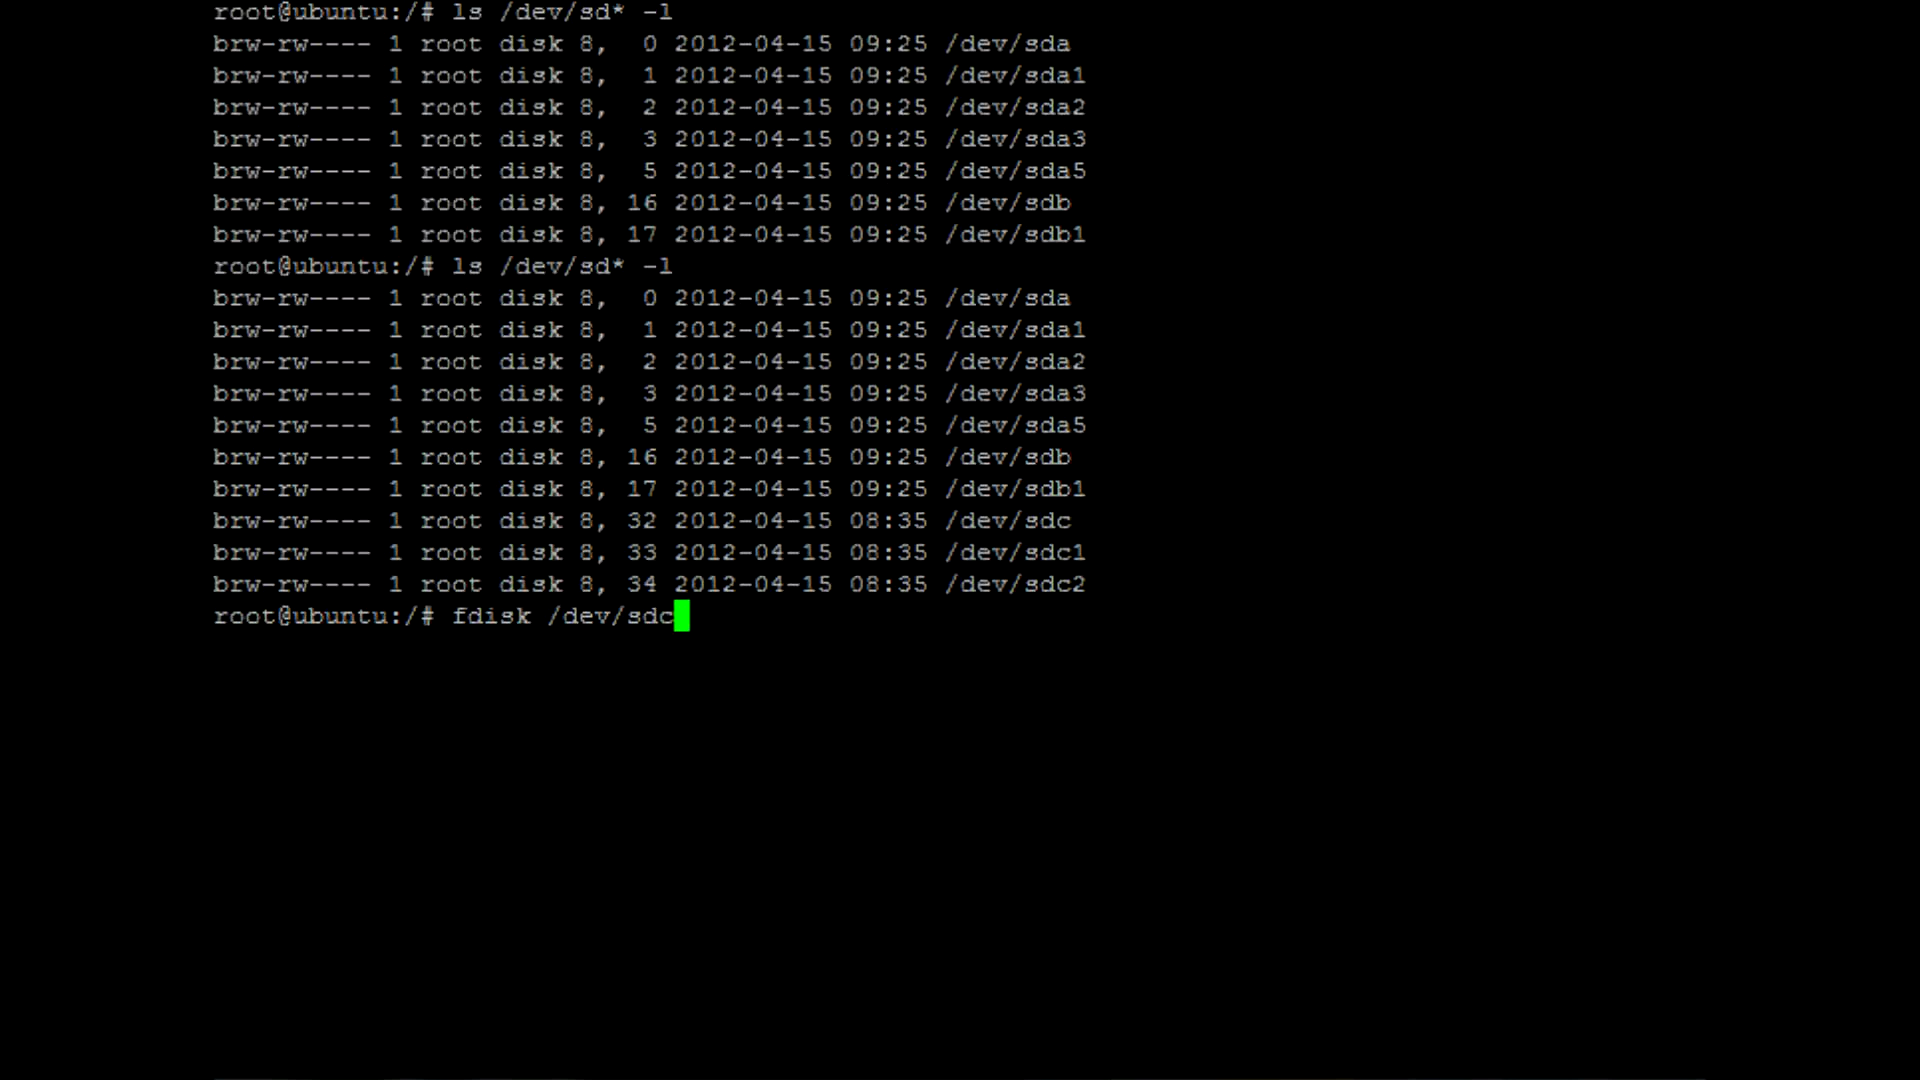 root@ubuntu:/# ls /dev/sd* -l
brw-rw---- 1 root disk 8,  0 2012-04-15 09:25 /dev/sda
brw-rw---- 1 root disk 8,  1 2012-04-15 09:25 /dev/sda1
brw-rw---- 1 root disk 8,  2 2012-04-15 09:25 /dev/sda2
brw-rw---- 1 root disk 8,  3 2012-04-15 09:25 /dev/sda3
brw-rw---- 1 root disk 8,  5 2012-04-15 09:25 /dev/sda5
brw-rw---- 1 root disk 8, 16 2012-04-15 09:25 /dev/sdb
brw-rw---- 1 root disk 8, 17 2012-04-15 09:25 /dev/sdb1
root@ubuntu:/# ls /dev/sd* -l
brw-rw---- 1 root disk 8,  0 2012-04-15 09:25 /dev/sda
brw-rw---- 1 root disk 8,  1 2012-04-15 09:25 /dev/sda1
brw-rw---- 1 root disk 8,  2 2012-04-15 09:25 /dev/sda2
brw-rw---- 1 root disk 8,  3 2012-04-15 09:25 /dev/sda3
brw-rw---- 1 root disk 8,  5 2012-04-15 09:25 /dev/sda5
brw-rw---- 1 root disk 8, 16 2012-04-15 09:25 /dev/sdb
brw-rw---- 1 root disk 8, 17 2012-04-15 09:25 /dev/sdb1
brw-rw---- 1 root disk 8, 32 2012-04-15 08:35 /dev/sdc
brw-rw---- 1 root disk 8, 33 2012-04-15 08:35 /dev/sdc1
brw-rw---- 1 root disk 8, 34 2012-04-15 08:35 /dev/sdc2
root@ubuntu:/# fdisk /dev/sdc